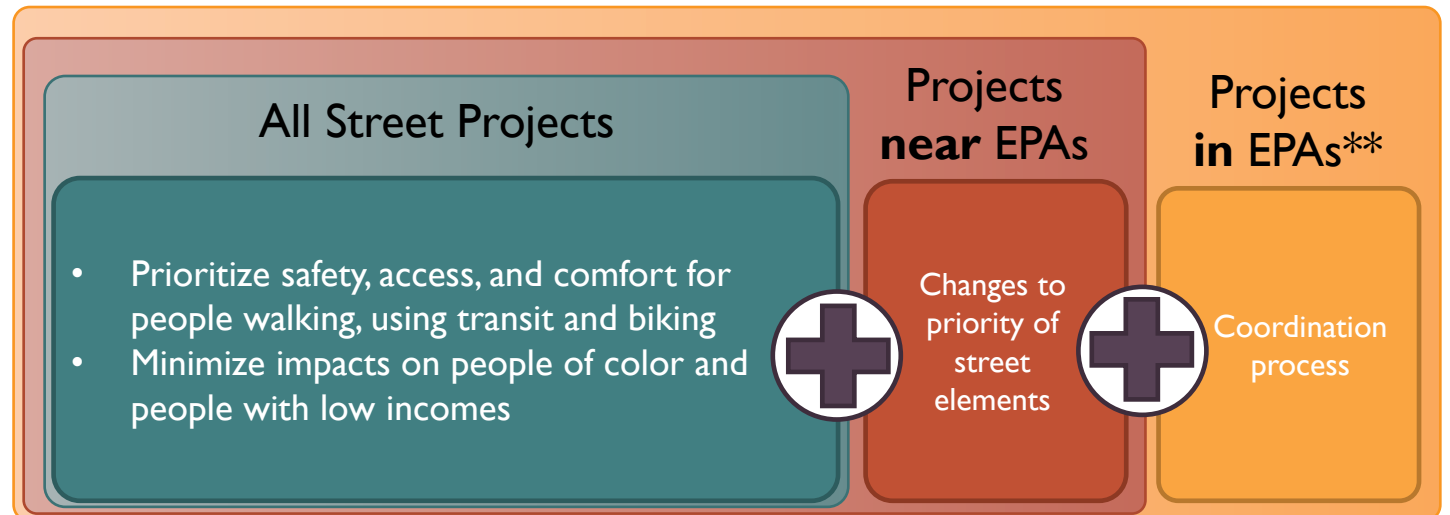 All Street Projects
• Prioritize safety, access, and comfort for
people walking, using transit and biking
• Minimize impacts on people of color and
people with low incomes
Projects
near EPAs
Changes to
priority of
street
elements
Projects
in EPAs**
Coordination
process